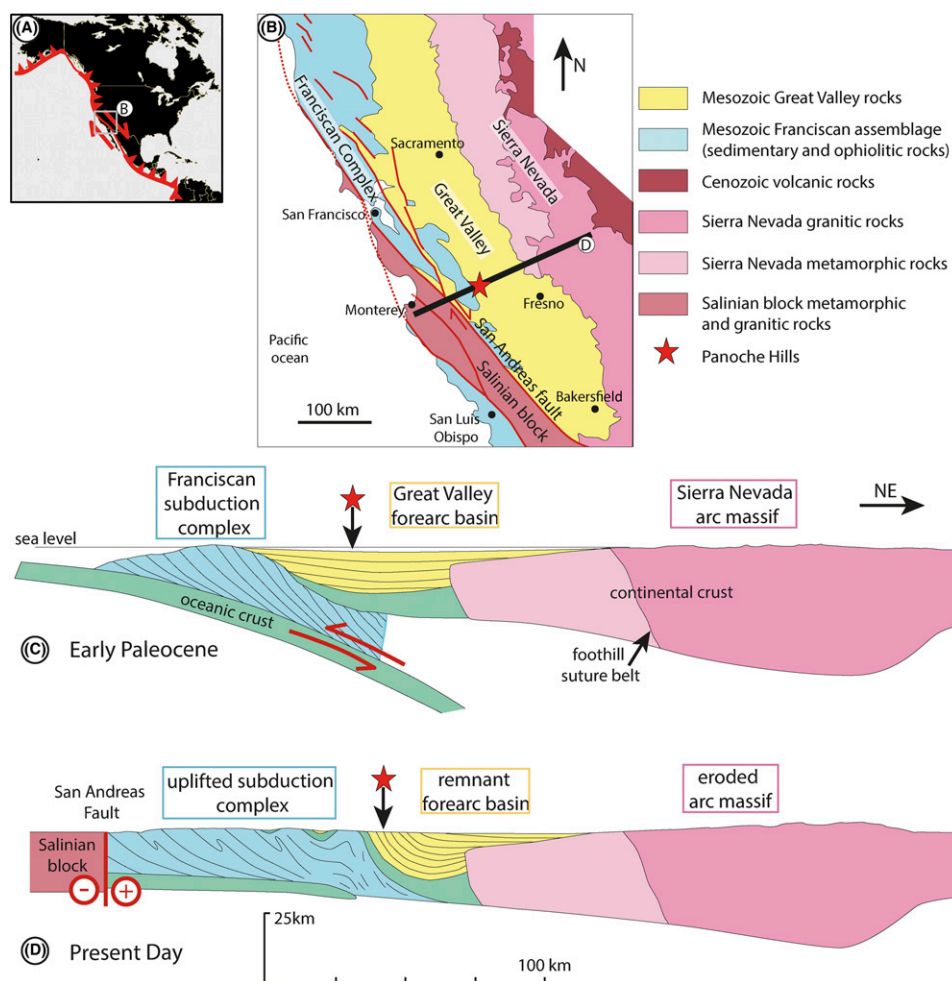 (A)
B
(B)
N
Franciscan Complex
Sacramento
Sierra Nevada
Great Valley
San Francisco
D
Monterey
Fresno
San Andreas fault
Pacific
ocean
Salinian block
Bakersfield
100 km
San Luis
Obispo
Mesozoic Great Valley rocks
Mesozoic Franciscan assemblage
(sedimentary and ophiolitic rocks)
Cenozoic volcanic rocks
Sierra Nevada granitic rocks
Sierra Nevada metamorphic rocks
Salinian block metamorphic
and granitic rocks
Panoche Hills
Franciscan
subduction
complex
Great Valley
forearc basin
Sierra Nevada
arc massif
NE
sea level
oceanic crust
continental crust
foothill
suture belt
(C) Early Paleocene
San Andreas
Fault
uplifted subduction
complex
remnant
forearc basin
eroded
arc massif
Salinian
block
- +
25km
(D) Present Day
100 km